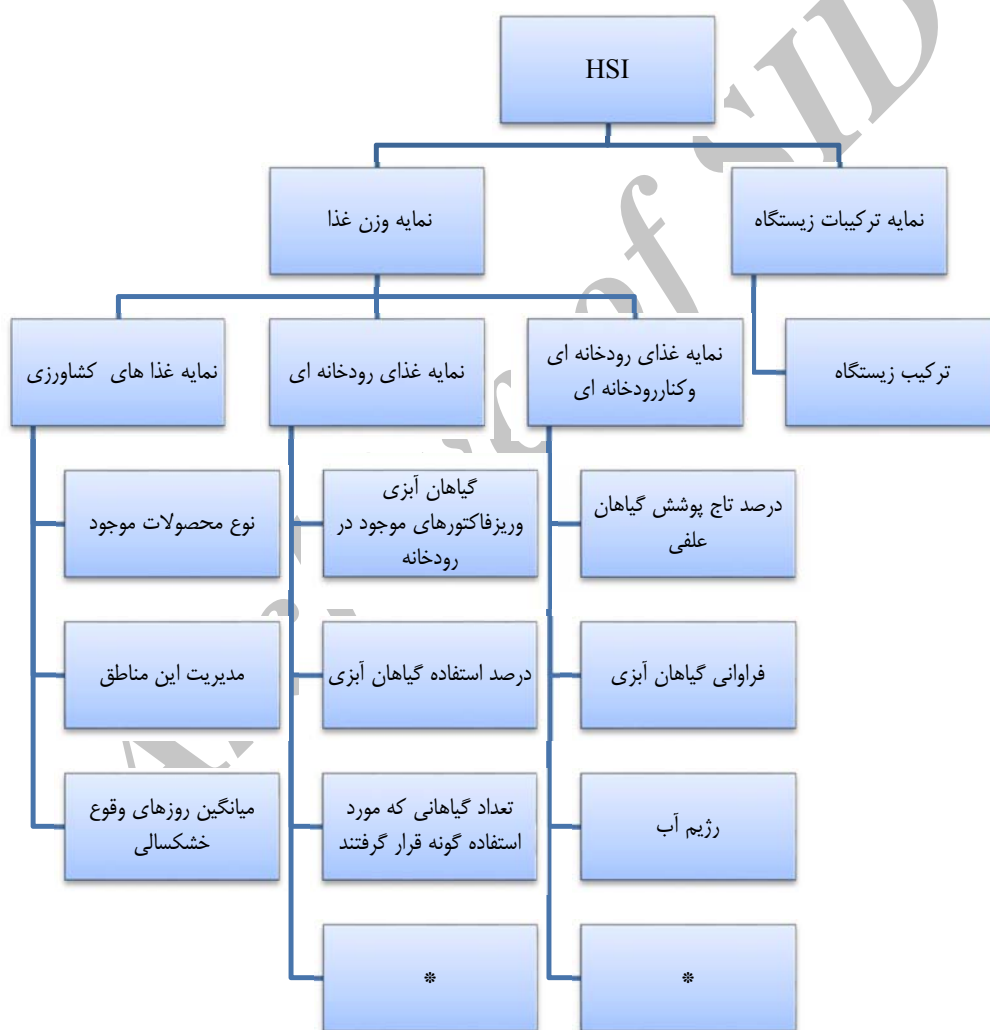 HSI
نمایه ترکیبات زیستگاه
نمایه وزن غذا
ترکیب زیستگاه
نمایه غذای رودخانه ای
وکناررودخانه ای
نمایه غذای رودخانه ای
نمایه غذا های کشاورزی
درصد تاج پوشش گیاهان
علفی
گیاهان آبزی
وریزفاکتورهای موجود در
رودخانه
نوع محصولات موجود
فراوانی گیاهان آبزی
درصد استفاده گیاهان آبزی
مدیریت این مناطق
رژیم آب
تعداد گیاهانی که مورد
استفاده گونه قرار گرفتند
میانگین روزهای وقوع
خشکسالی
*
*
of SID